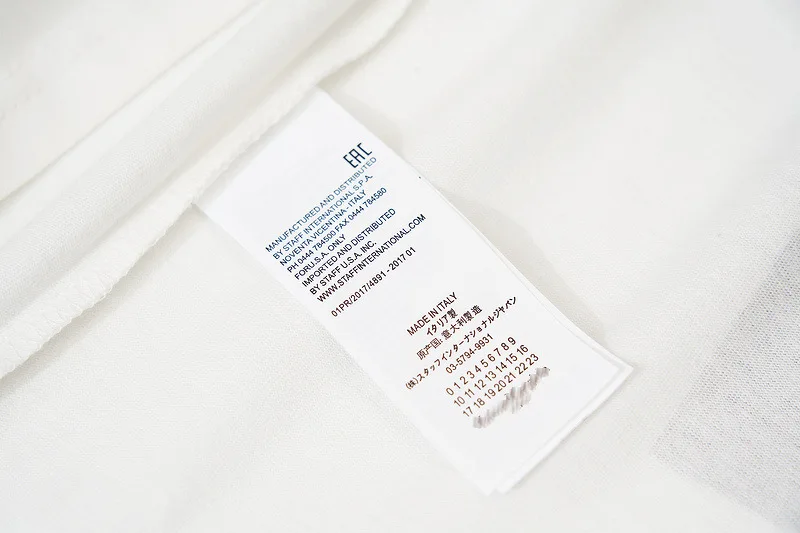 EAC
MANUFACTURED AND DISTRIBUTED
BY STAFF INTERNATIONAL S.P.A.
NOVENTA VICENTINA - ITALY
PH 0444 784500 FAX 0444 784580
FOR U.S.A. ONLY
IMPORTED AND DISTRIBUTED
BY STAFF U.S.A. INC.
WWW.STAFFINTERNATIONAL.COM
01PR/2017/4891 - 2017 01
MADE IN ITALY
イタリア製
原产国: 意大利製造
(株)スタッフインターナショナルジャパン
03-5794-9931
0 1 2 3 4 5 6 7 8 9
10 11 12 13 14 15 16
17 18 19 20 21 22 23